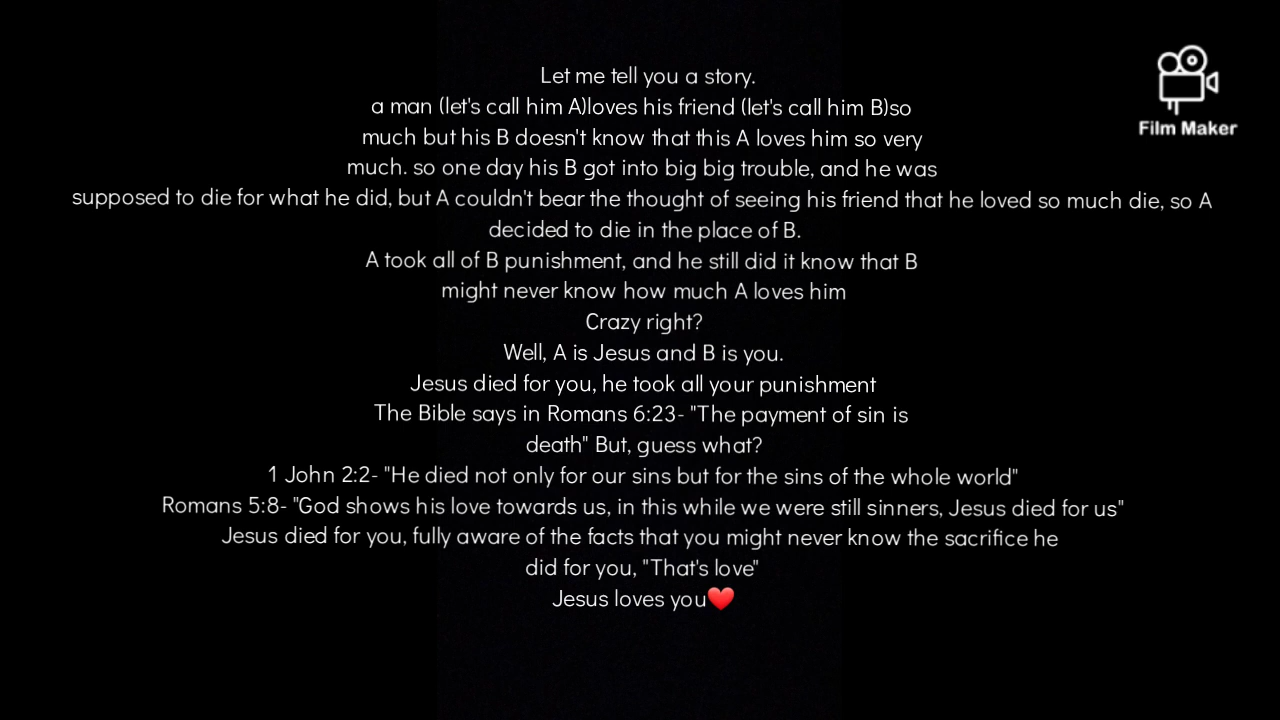 Let me tell you a story.
a man (let's call him A)loves his friend (let's call him B)so
much but his B doesn't know that this A loves him so very
much. so one day his B got into big big trouble, and he was
supposed to die for what he did, but A couldn't bear the thought of seeing his friend that he loved so much die, so A
decided to die in the place of B.
A took all of B punishment, and he still did it know that B
might never know how much A loves him
Crazy right?
Well, A is Jesus and B is you.
Jesus died for you, he took all your punishment
The Bible says in Romans 6:23- "The payment of sin is
death" But, guess what?
1 John 2:2- "He died not only for our sins but for the sins of the whole world"
Romans 5:8- "God shows his love towards us, in this while we were still sinners, Jesus died for us"
Jesus died for you, fully aware of the facts that you might never know the sacrifice he
did for you, "That's love"
Jesus loves you❤️
Film Maker